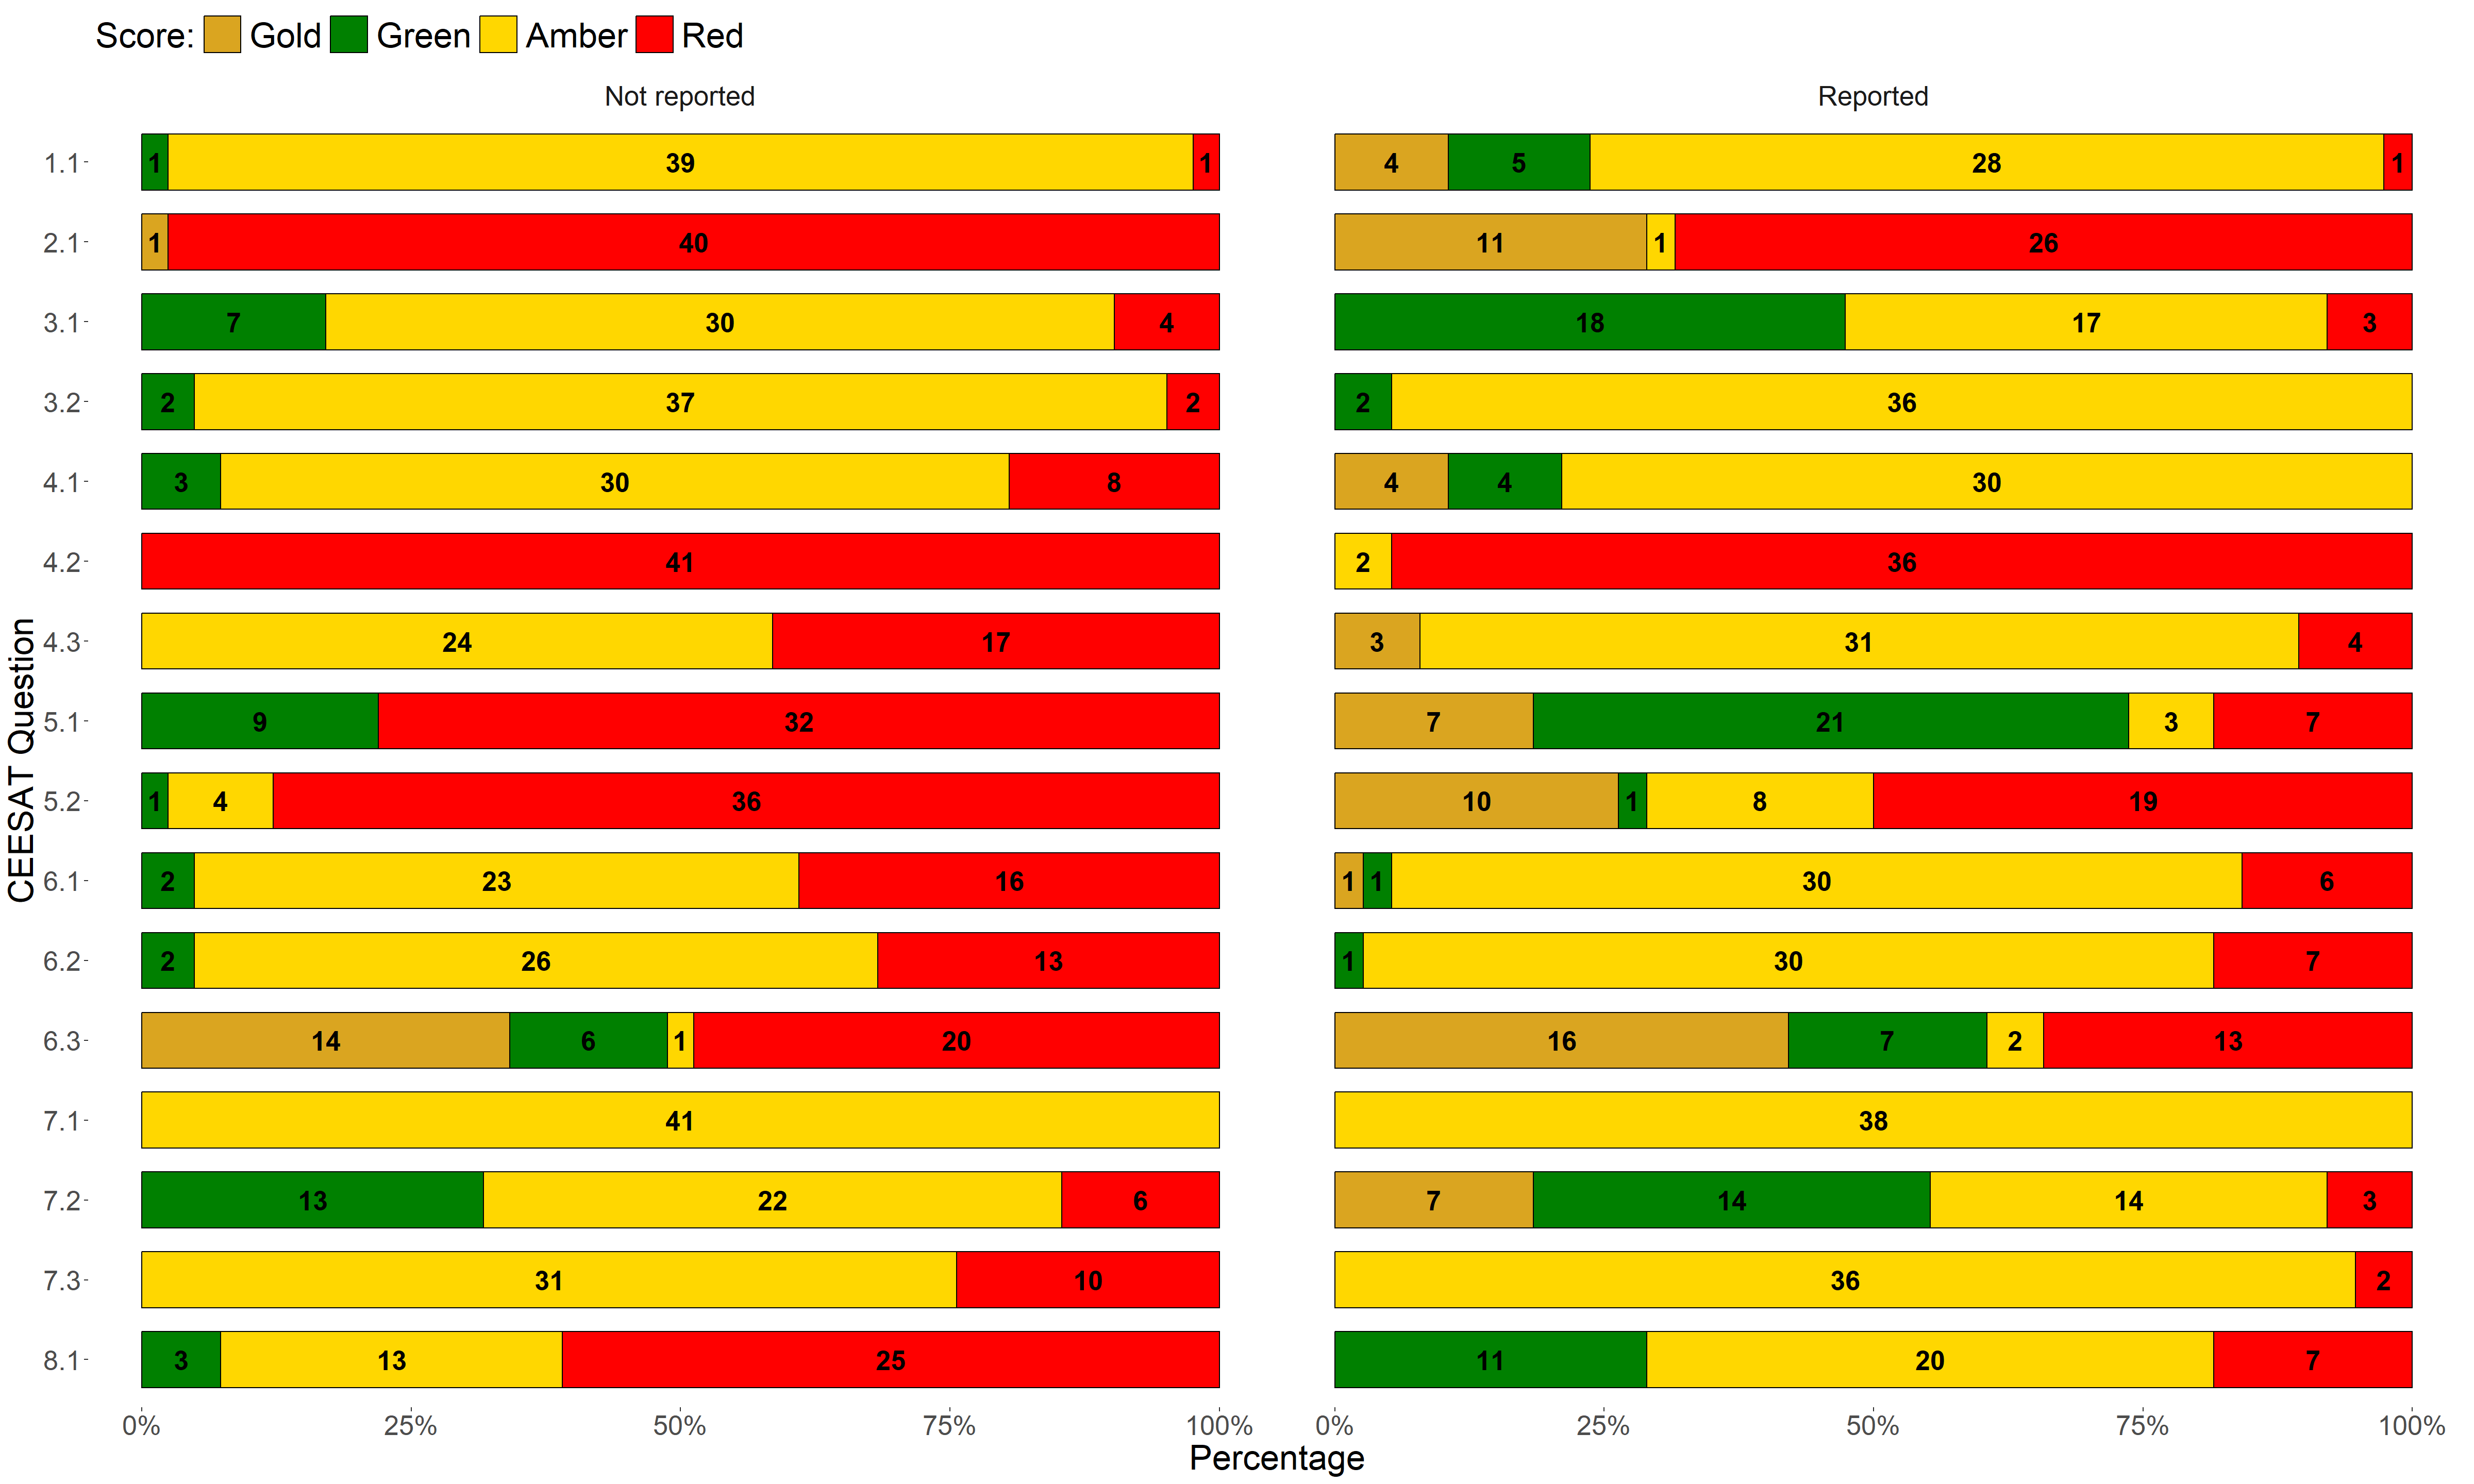 Score: Gold Green Amber Red
Not reported Reported
1.1 1 39 1 4 5 28 1
2.1 1 40 11 1 26
3.1 7 30 4 18 17 3
3.2 2 37 2 2 36
4.1 3 30 8 4 4 30
4.2 41 2 36
4.3 24 17 3 31 4
5.1 9 32 7 21 3 7
5.2 1 4 36 10 1 8 19
6.1 2 23 16 1 1 30 6
6.2 2 26 13 1 30 7
6.3 14 6 1 20 16 7 2 13
7.1 41 38
7.2 13 22 6 7 14 14 3
7.3 31 10 36 2
8.1 3 13 25 11 20 7
0% 25% 50% 75% 100% 0% 25% 50% 75% 100%
Percentage
CEESAT Question